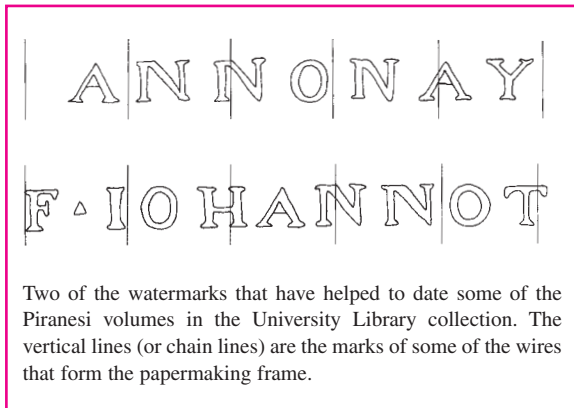 ANNONAY
F ▵ IOHANNOT
Two of the watermarks that have helped to date some of the
Piranesi volumes in the University Library collection. The
vertical lines (or chain lines) are the marks of some of the wires
that form the papermaking frame.